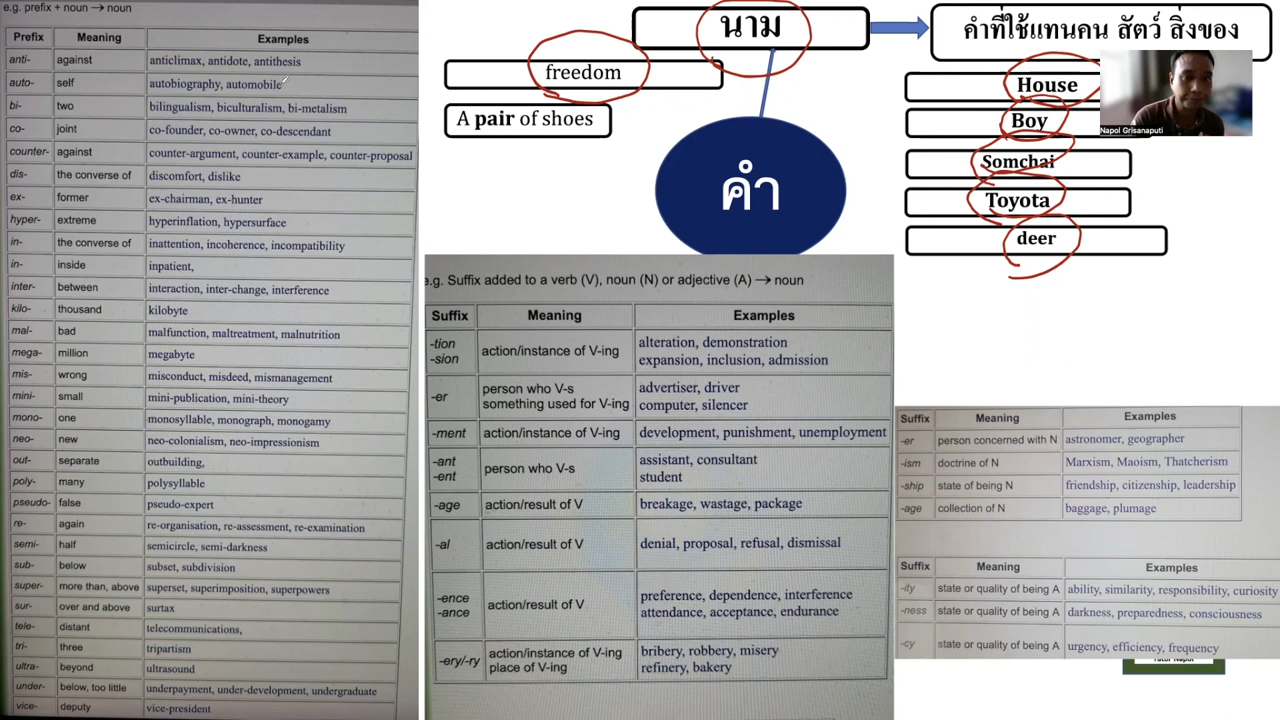 e.g. prefix + noun → noun
Prefix Meaning Examples
anti- against anticlimax, antidote, antithesis
auto- self autobiography, automobile
bi- two bilingualism, biculturalism, bi-metalism
co- joint co-founder, co-owner, co-descendant
counter- against counter-argument, counter-example, counter-proposal
dis- the converse of discomfort, dislike
ex- former ex-chairman, ex-hunter
hyper- extreme hyperinflation, hypersurface
in- the converse of inattention, incoherence, incompatibility
in- inside inpatient,
inter- between interaction, inter-change, interference
kilo- thousand kilobyte
mal- bad malfunction, maltreatment, malnutrition
mega- million megabyte
mis- wrong misconduct, misdeed, mismanagement
mini- small mini-publication, mini-theory
mono- one monosyllable, monograph, monogamy
neo- new neo-colonialism, neo-impressionism
out- separate outbuilding,
poly- many polysyllable
pseudo- false pseudo-expert
re- again re-organisation, re-assessment, re-examination
semi- half semicircle, semi-darkness
sub- below subset, subdivision
super- more than, above superset, superimposition, superpowers
sur- over and above surtax
tele- distant telecommunications,
tri- three tripartism
ultra- beyond ultrasound
under- below, too little underpayment, under-development, undergraduate
vice- deputy vice-president
นาม
freedom
A pair of shoes
คำ
คำที่ใช้แทนคน สัตว์ สิ่งของ
House
Boy
Somchai
Toyota
deer
Napol Grisanaputi
e.g. Suffix added to a verb (V), noun (N) or adjective (A) → noun
Suffix Meaning Examples
-tion
-sion action/instance of V-ing alteration, demonstration
expansion, inclusion, admission
-er person who V-s
something used for V-ing advertiser, driver
computer, silencer
-ment action/instance of V-ing development, punishment, unemployment
-ant
-ent person who V-s assistant, consultant
student
-age action/result of V breakage, wastage, package
-al action/result of V denial, proposal, refusal, dismissal
-ence
-ance action/result of V preference, dependence, interference
attendance, acceptance, endurance
-ery/-ry action/instance of V-ing
place of V-ing bribery, robbery, misery
refinery, bakery
Suffix Meaning Examples
-er person concerned with N astronomer, geographer
-ism doctrine of N Marxism, Maoism, Thatcherism
-ship state of being N friendship, citizenship, leadership
-age collection of N baggage, plumage
Suffix Meaning Examples
-ity state or quality of being A ability, similarity, responsibility, curiosity
-ness state or quality of being A darkness, preparedness, consciousness
-cy state or quality of being A urgency, efficiency, frequency
Tutor Napol